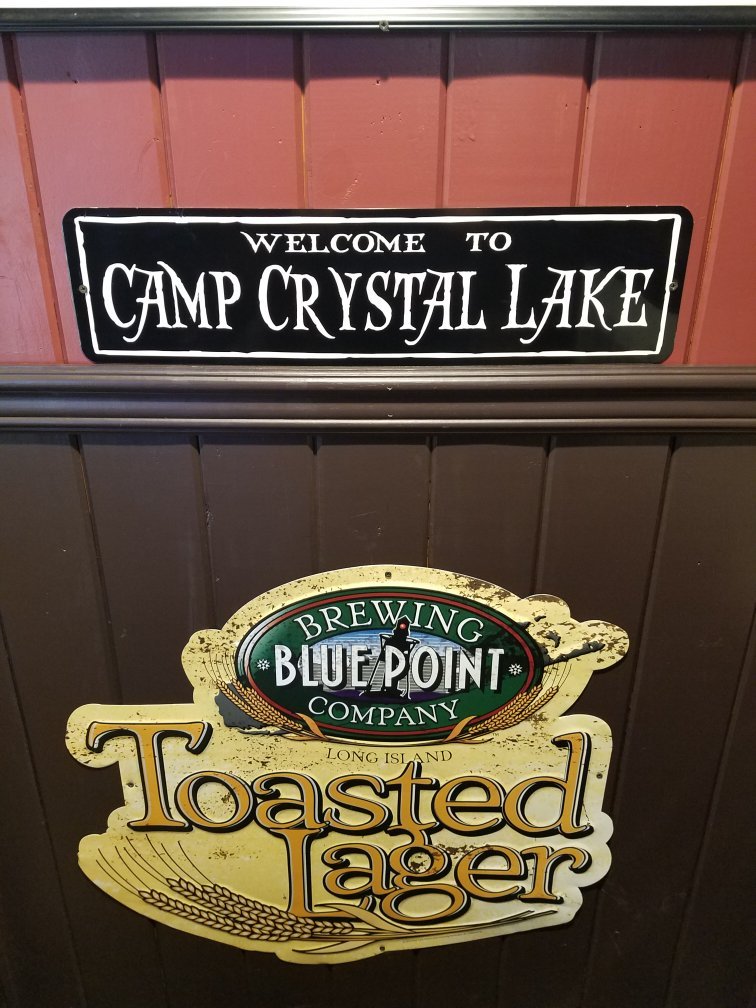 WELCOME TO
CAMP CRYSTAL LAKE
BREWING
BLUE POINT
COMPANY
LONG ISLAND
Toasted
Lager